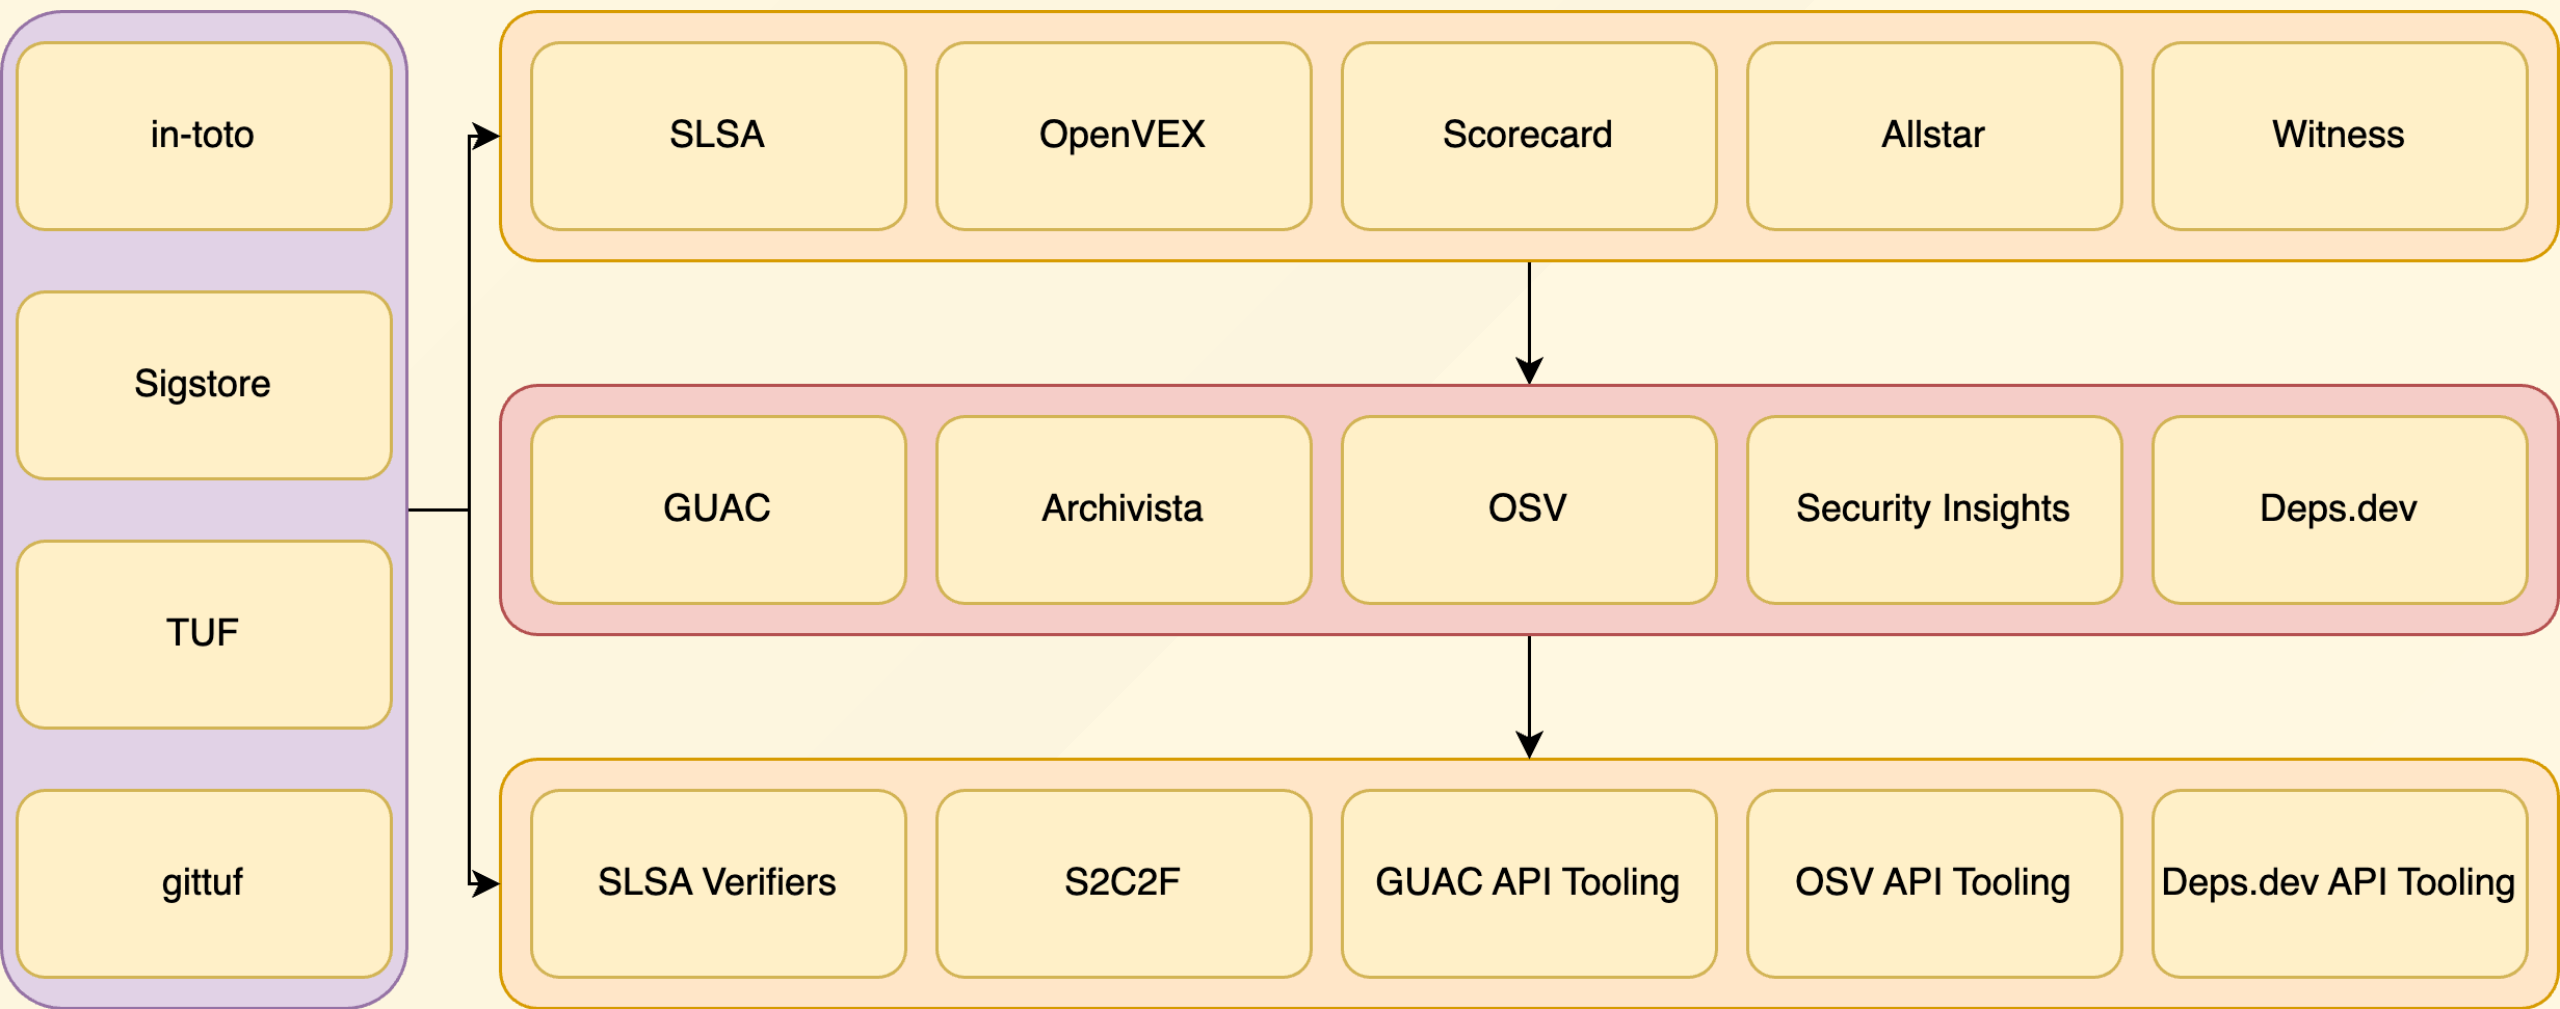 in-toto
Sigstore
TUF
gittuf
SLSA
OpenVEX
Scorecard
Allstar
Witness
GUAC
Archivista
OSV
Security Insights
Deps.dev
SLSA Verifiers
S2C2F
GUAC API Tooling
OSV API Tooling
Deps.dev API Tooling